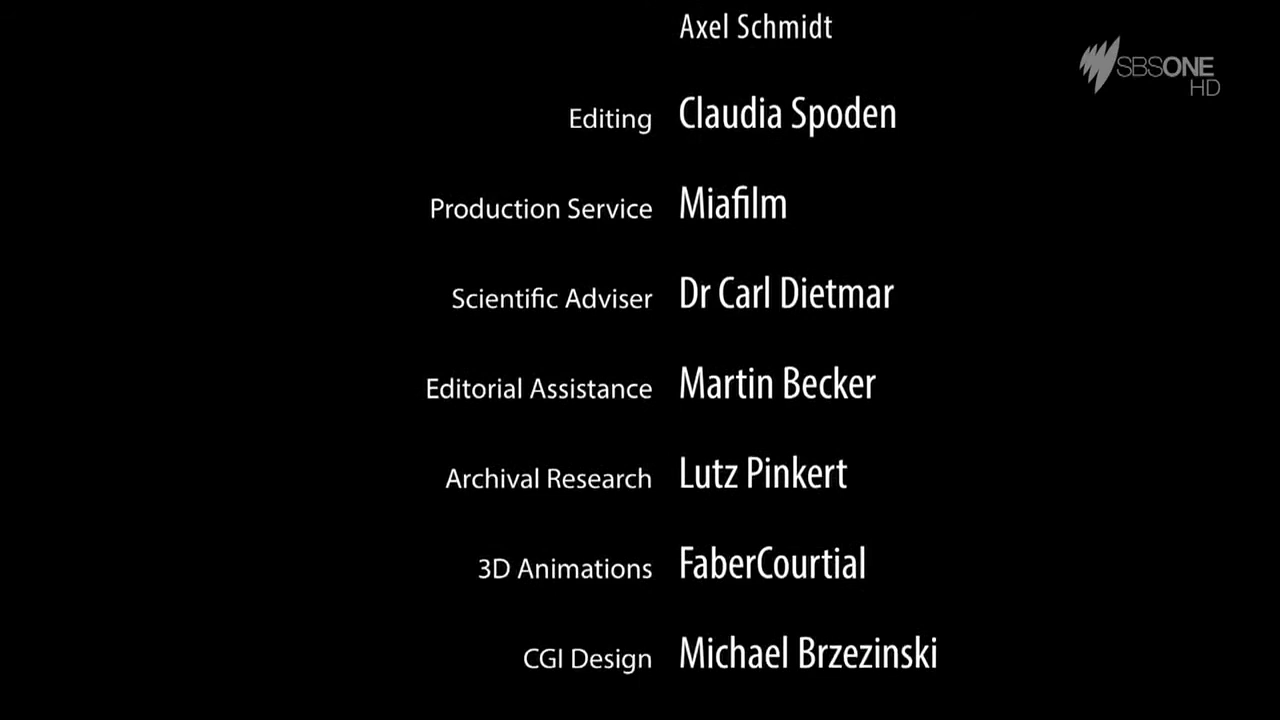 Axel Schmidt
SBSONE
HD
Editing Claudia Spoden
Production Service Miafilm
Scientific Adviser Dr Carl Dietmar
Editorial Assistance Martin Becker
Archival Research Lutz Pinkert
3D Animations FaberCourtial
CGI Design Michael Brzezinski